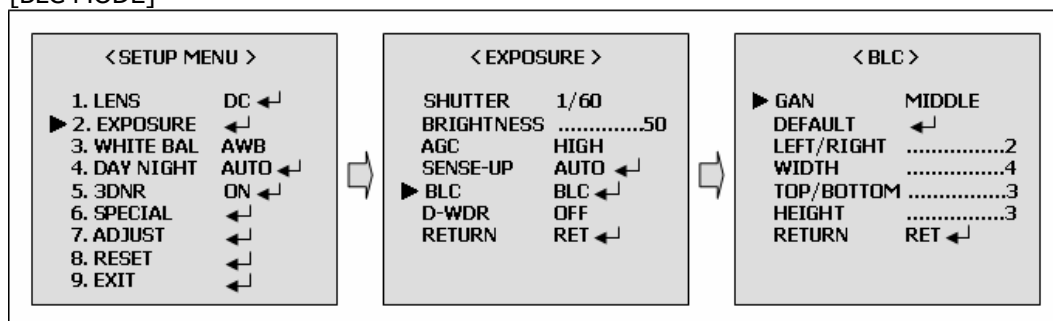 [BLC MODE]
< SETUP MENU >
1. LENS DC ↵
▶ 2. EXPOSURE ↵
3. WHITE BAL AWB
4. DAY NIGHT AUTO ↵
5. 3DNR ON ↵
6. SPECIAL ↵
7. ADJUST ↵
8. RESET ↵
9. EXIT ↵
< EXPOSURE >
SHUTTER 1/60
BRIGHTNESS ..............50
AGC HIGH
SENSE-UP AUTO ↵
▶ BLC BLC ↵
D-WDR OFF
RETURN RET ↵
< BLC >
▶ GAN MIDDLE
DEFAULT ↵
LEFT/RIGHT ................2
WIDTH ................4
TOP/BOTTOM ................3
HEIGHT ................3
RETURN RET ↵